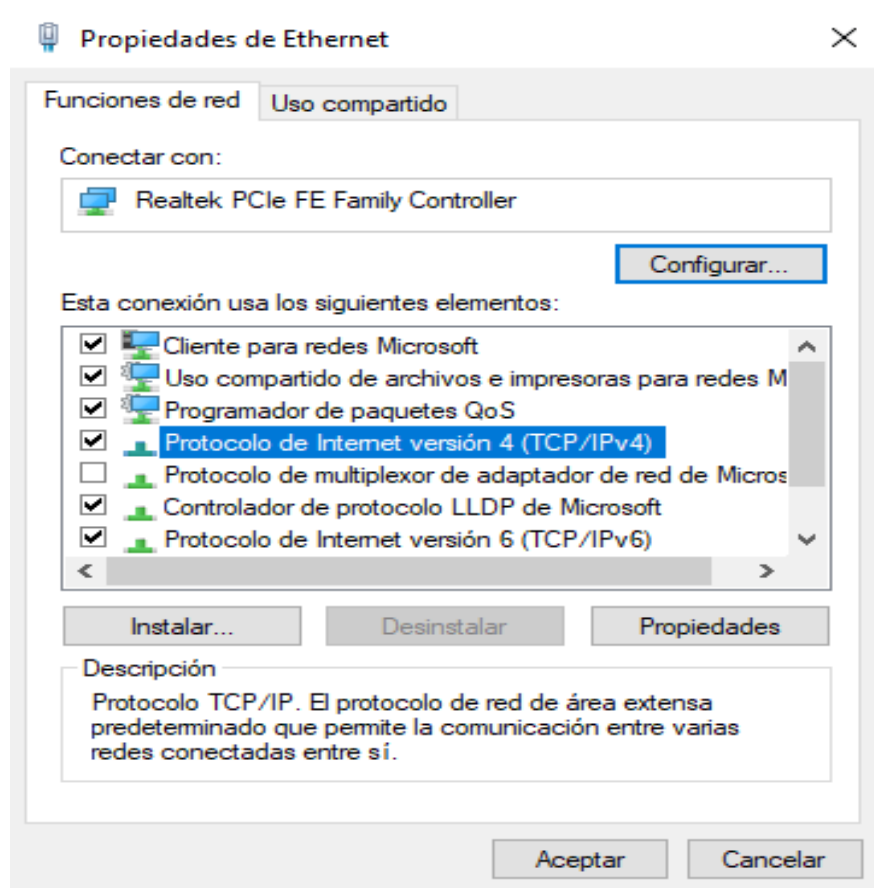 Propiedades de Ethernet
Funciones de red
Uso compartido
Conectar con:
Realtek PCIe FE Family Controller
Configurar...
Esta conexión usa los siguientes elementos:
Cliente para redes Microsoft
Uso compartido de archivos e impresoras para redes M
Programador de paquetes QoS
Protocolo de Internet versión 4 (TCP/IPv4)
Protocolo de multiplexor de adaptador de red de Micros
Controlador de protocolo LLDP de Microsoft
Protocolo de Internet versión 6 (TCP/IPv6)
Instalar...
Desinstalar
Propiedades
Descripción
Protocolo TCP/IP. El protocolo de red de área extensa
predeterminado que permite la comunicación entre varias
redes conectadas entre sí.
Aceptar
Cancelar